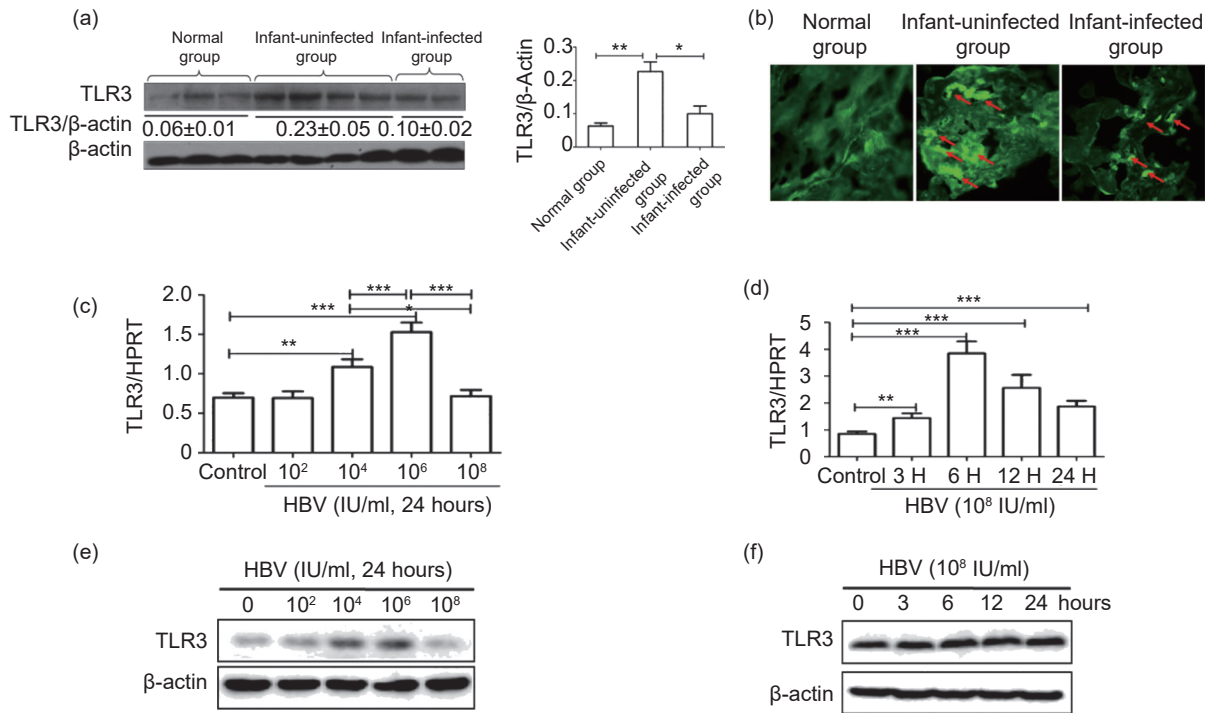 (a)
Normal group
Infant-uninfected group
Infant-infected group
TLR3
TLR3/β-actin 0.06±0.01 0.23±0.05 0.10±0.02
β-actin
TLR3/β-Actin
0.3
0.2
0.1
0
** *
Normal group
Infant-uninfected group
Infant-infected group
(b)
Normal group
Infant-uninfected group
Infant-infected group
(c)
TLR3/HPRT
2.0
1.5
1.0
0.5
0
*** ***
*** *
**
Control 10² 10⁴ 10⁶ 10⁸
HBV (IU/ml, 24 hours)
(d)
TLR3/HPRT
5
4
3
2
1
0
***
***
***
**
Control 3 H 6 H 12 H 24 H
HBV (10⁸ IU/ml)
(e)
HBV (IU/ml, 24 hours)
0 10² 10⁴ 10⁶ 10⁸
TLR3
β-actin
(f)
HBV (10⁸ IU/ml)
0 3 6 12 24 hours
TLR3
β-actin